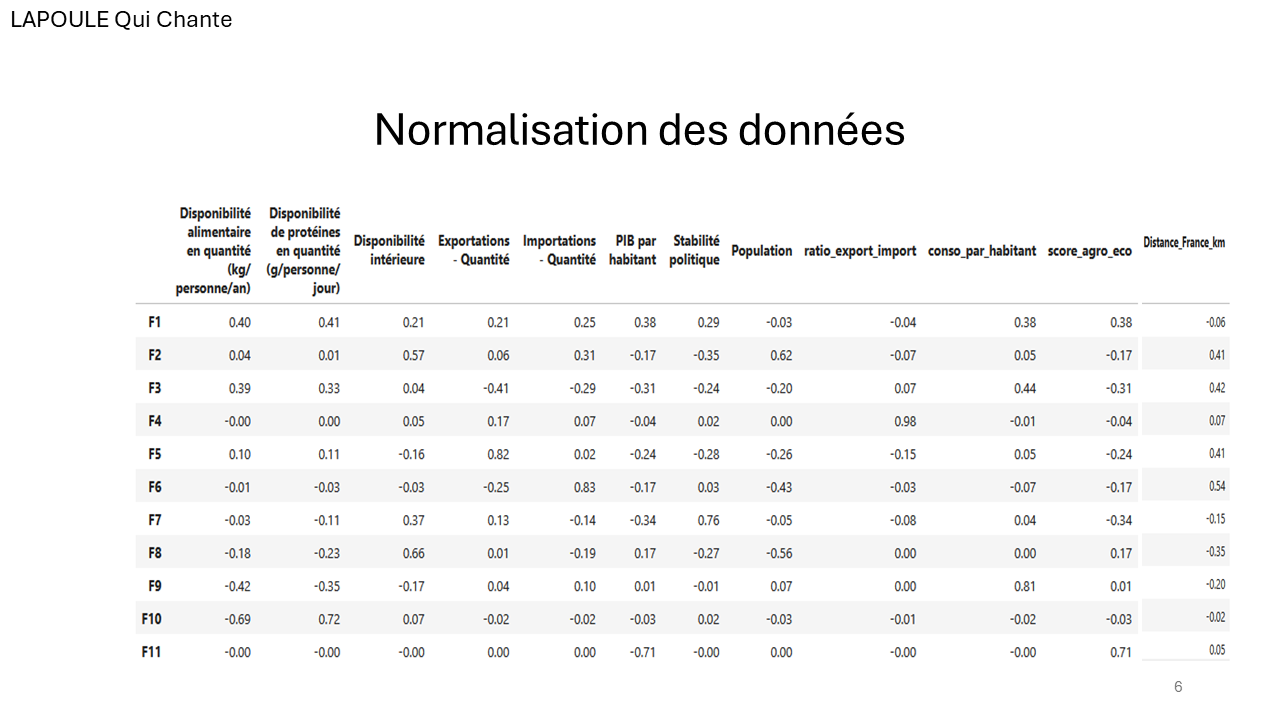 LAPOULE Qui Chante
Normalisation des données
Disponibilité alimentaire en quantité (kg/ personne/an) Disponibilité de protéines en quantité (g/personne/ jour) Disponibilité intérieure Exportations - Quantité Importations - Quantité PIB par habitant Stabilité politique Population ratio_export_import conso_par_habitant score_agro_eco Distance_France_km
F1 0.40 0.41 0.21 0.21 0.25 0.38 0.29 -0.03 -0.04 0.38 0.38 -0.06
F2 0.04 0.01 0.57 0.06 0.31 -0.17 -0.35 0.62 -0.07 0.05 -0.17 0.41
F3 0.39 0.33 0.04 -0.41 -0.29 -0.31 -0.24 -0.20 0.07 0.44 -0.31 0.42
F4 -0.00 0.00 0.05 0.17 0.07 -0.04 0.02 0.00 0.98 -0.01 -0.04 0.07
F5 0.10 0.11 -0.16 0.82 0.02 -0.24 -0.28 -0.26 -0.15 0.05 -0.24 0.41
F6 -0.01 -0.03 -0.03 -0.25 0.83 -0.17 0.03 -0.43 -0.03 -0.07 -0.17 0.54
F7 -0.03 -0.11 0.37 0.13 -0.14 -0.34 0.76 -0.05 -0.08 0.04 -0.34 -0.15
F8 -0.18 -0.23 0.66 0.01 -0.19 0.17 -0.27 -0.56 0.00 0.00 0.17 -0.35
F9 -0.42 -0.35 -0.17 0.04 0.10 0.01 -0.01 0.07 0.00 0.81 0.01 -0.20
F10 -0.69 0.72 0.07 -0.02 -0.02 -0.03 0.02 -0.03 -0.01 -0.02 -0.03 -0.02
F11 -0.00 -0.00 -0.00 0.00 0.00 -0.71 -0.00 0.00 -0.00 -0.00 0.71 0.05
6